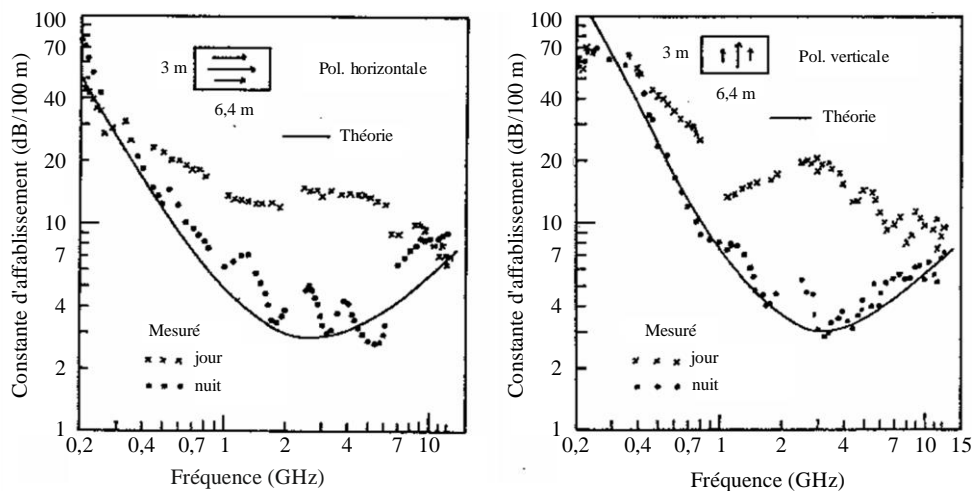 Constante d'affablissement (dB/100 m)
100
70
40
20
10
7
4
2
1
3 m
6,4 m
Pol. horizontale
Théorie
Mesuré
jour
nuit
0,2
0,4
0,7
1
2
4
7
10
Fréquence (GHz)
Constante d'affablissement (dB/100 m)
100
70
40
20
10
7
4
2
1
3 m
6,4 m
Pol. verticale
Théorie
Mesuré
jour
nuit
0,2
0,4
0,7
1
2
4
7
10
15
Fréquence (GHz)